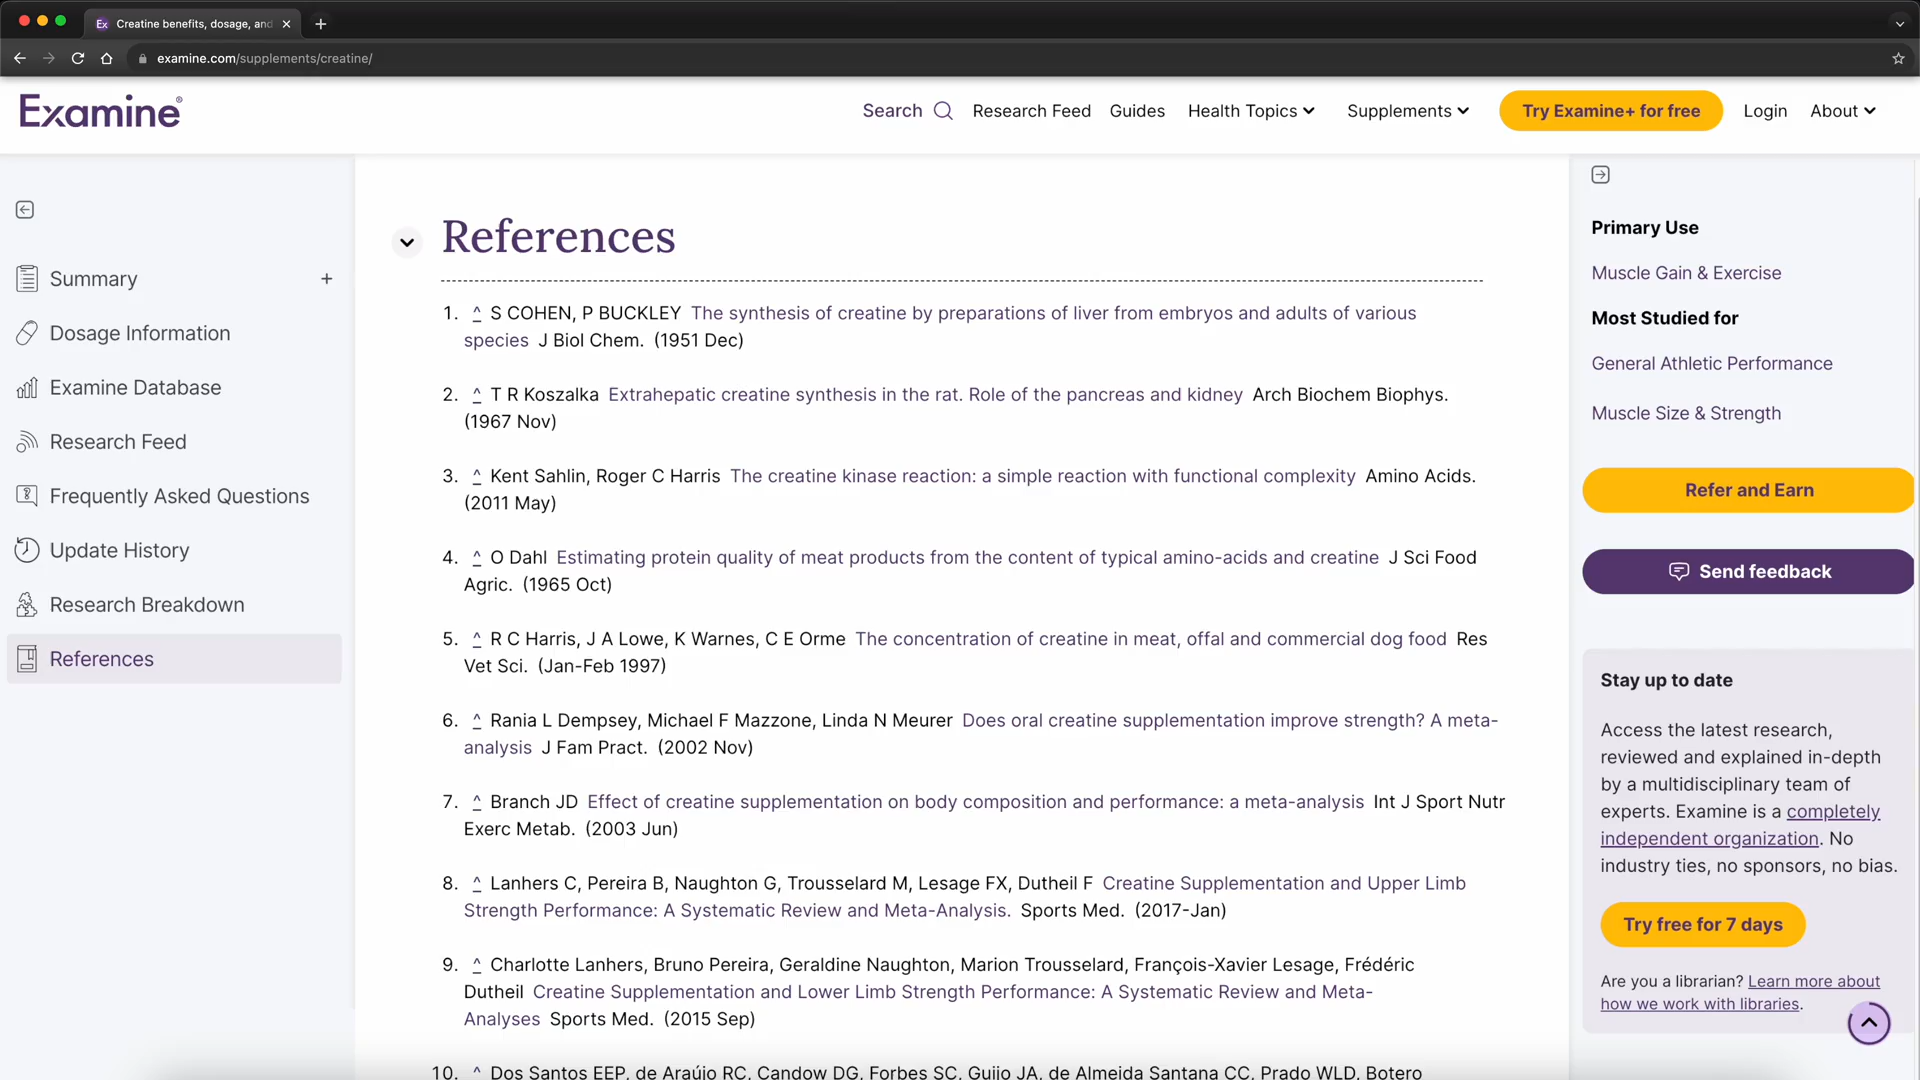 Creatine benefits, dosage, and
examine.com/supplements/creatine/
Examine®
Search
Research Feed
Guides
Health Topics
Supplements
Try Examine+ for free
Login
About
Summary
Dosage Information
Examine Database
Research Feed
Frequently Asked Questions
Update History
Research Breakdown
References
References
1. ^ S COHEN, P BUCKLEY The synthesis of creatine by preparations of liver from embryos and adults of various
species J Biol Chem. (1951 Dec)
2. ^ T R Koszalka Extrahepatic creatine synthesis in the rat. Role of the pancreas and kidney Arch Biochem Biophys.
(1967 Nov)
3. ^ Kent Sahlin, Roger C Harris The creatine kinase reaction: a simple reaction with functional complexity Amino Acids.
(2011 May)
4. ^ O Dahl Estimating protein quality of meat products from the content of typical amino-acids and creatine J Sci Food
Agric. (1965 Oct)
5. ^ R C Harris, J A Lowe, K Warnes, C E Orme The concentration of creatine in meat, offal and commercial dog food Res
Vet Sci. (Jan-Feb 1997)
6. ^ Rania L Dempsey, Michael F Mazzone, Linda N Meurer Does oral creatine supplementation improve strength? A meta-
analysis J Fam Pract. (2002 Nov)
7. ^ Branch JD Effect of creatine supplementation on body composition and performance: a meta-analysis Int J Sport Nutr
Exerc Metab. (2003 Jun)
8. ^ Lanhers C, Pereira B, Naughton G, Trousselard M, Lesage FX, Dutheil F Creatine Supplementation and Upper Limb
Strength Performance: A Systematic Review and Meta-Analysis. Sports Med. (2017-Jan)
9. ^ Charlotte Lanhers, Bruno Pereira, Geraldine Naughton, Marion Trousselard, François-Xavier Lesage, Frédéric
Dutheil Creatine Supplementation and Lower Limb Strength Performance: A Systematic Review and Meta-
Analyses Sports Med. (2015 Sep)
10. ^ Dos Santos EEP, de Araújo RC, Candow DG, Forbes SC, Guijo JA, de Almeida Santana CC, Prado WLD, Botero
Primary Use
Muscle Gain & Exercise
Most Studied for
General Athletic Performance
Muscle Size & Strength
Refer and Earn
Send feedback
Stay up to date
Access the latest research,
reviewed and explained in-depth
by a multidisciplinary team of
experts. Examine is a completely
independent organization. No
industry ties, no sponsors, no bias.
Try free for 7 days
Are you a librarian? Learn more about
how we work with libraries.